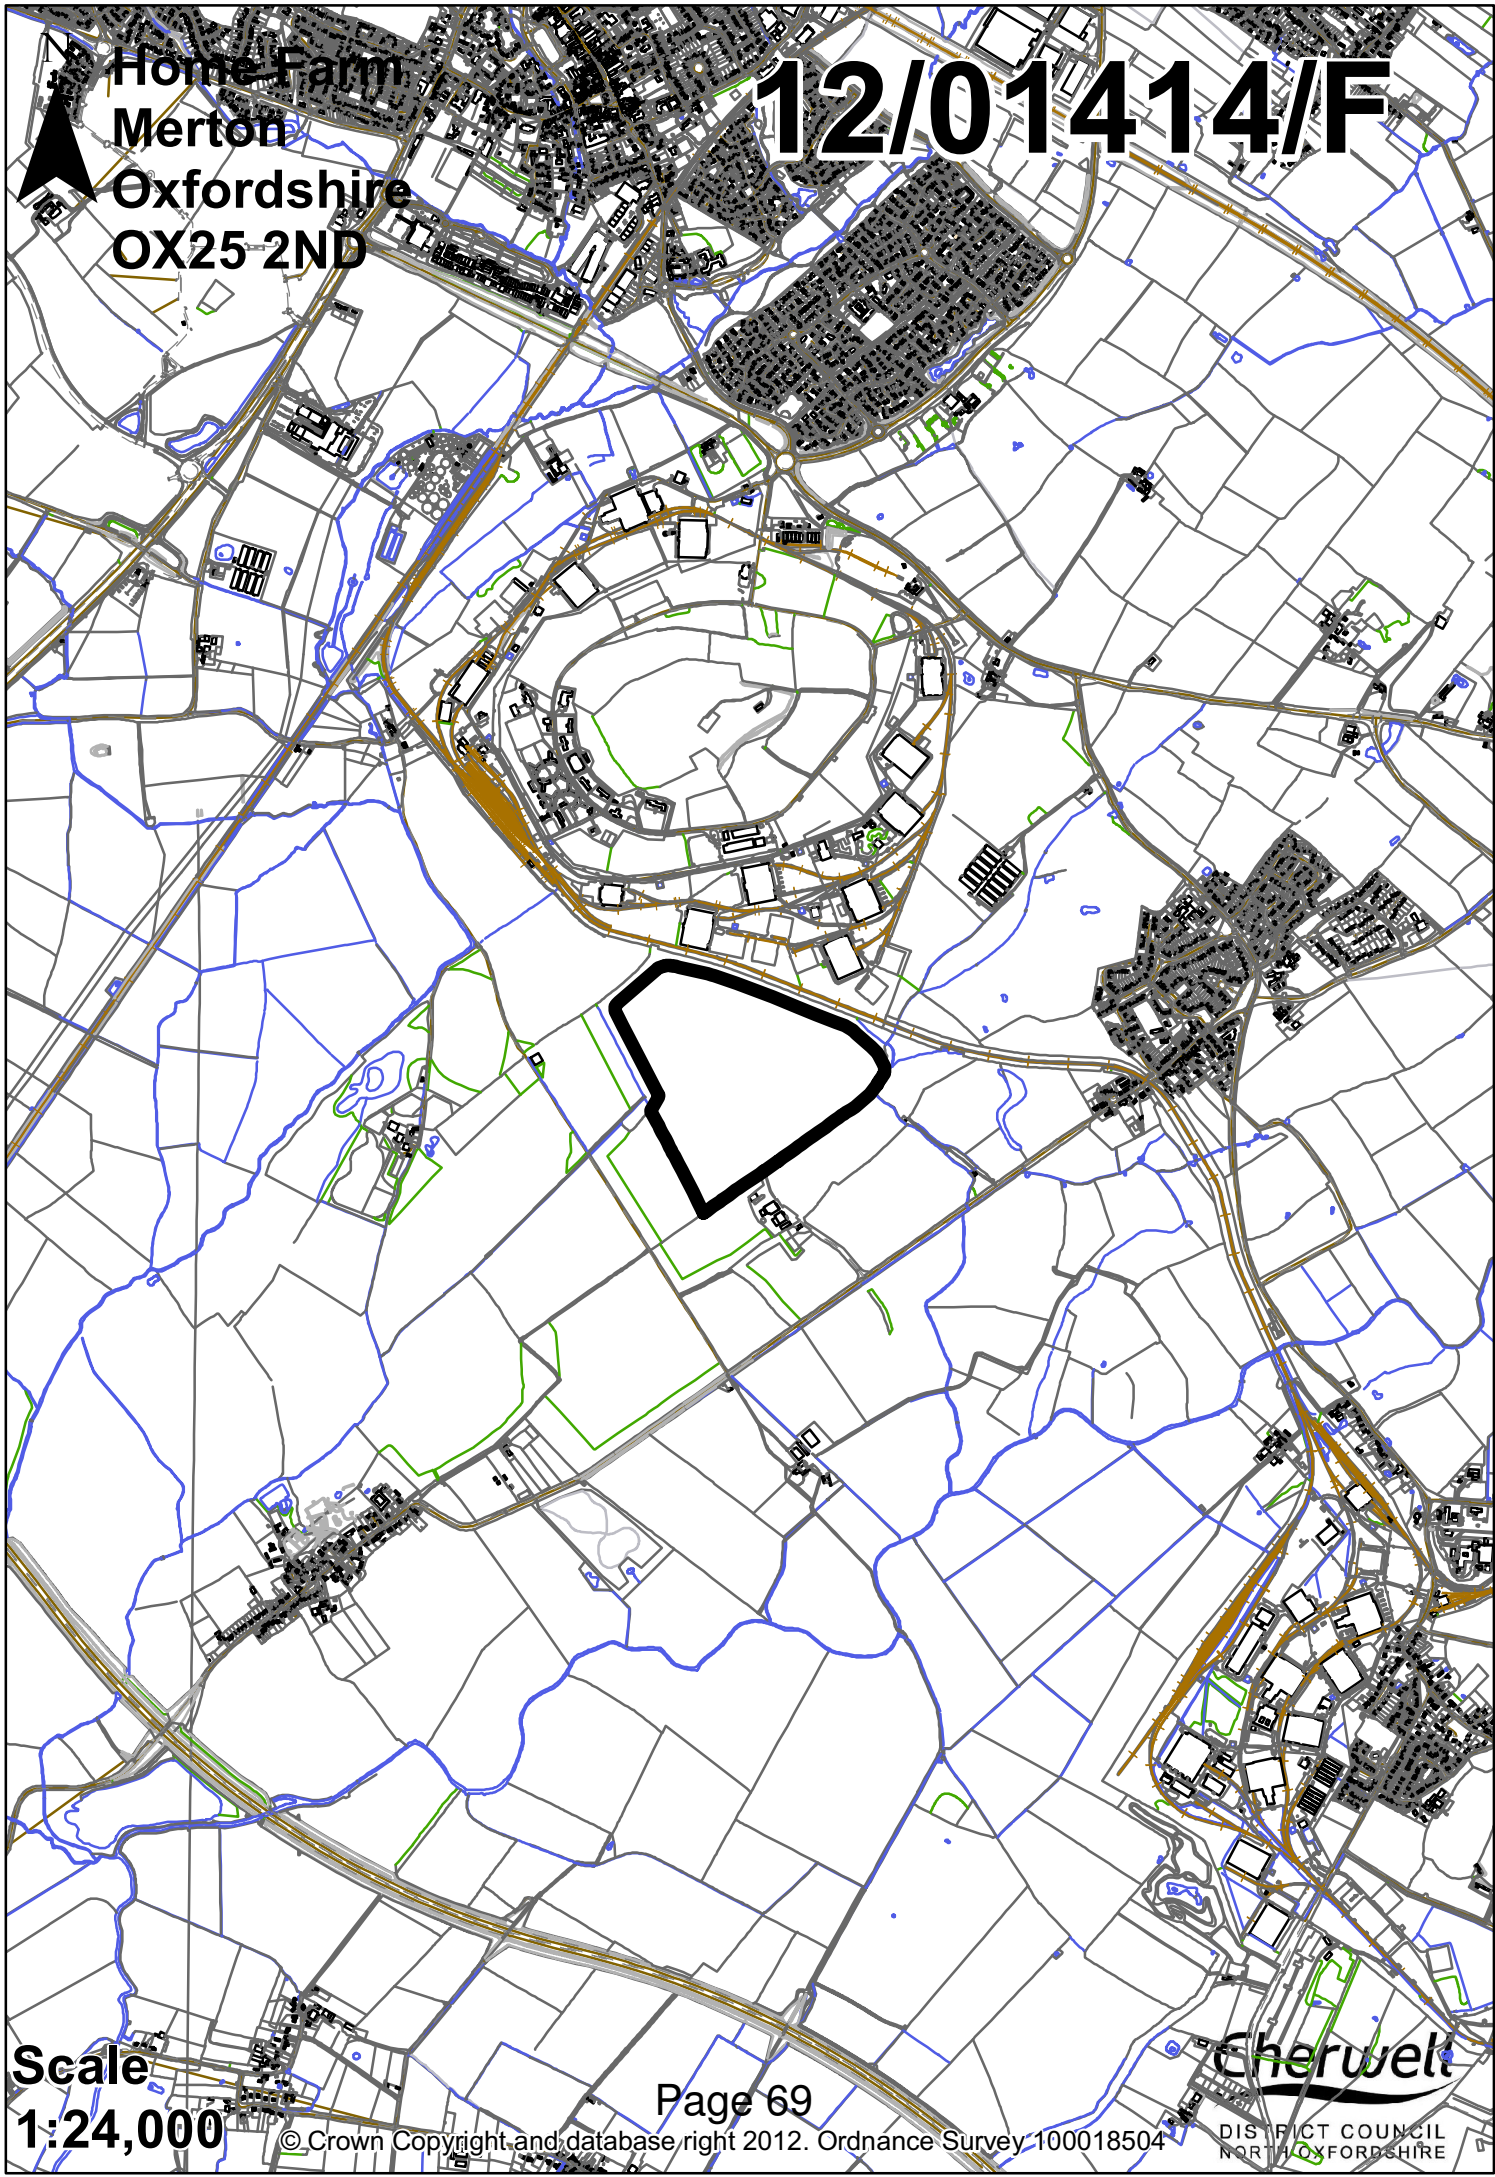 N
Home Farm
Merton
Oxfordshire
OX25 2ND
12/01414/F
Scale
1:24,000
Page 69
© Crown Copyright and database right 2012. Ordnance Survey 100018504
Cherwell
DISTRICT COUNCIL
NORTH OXFORDSHIRE